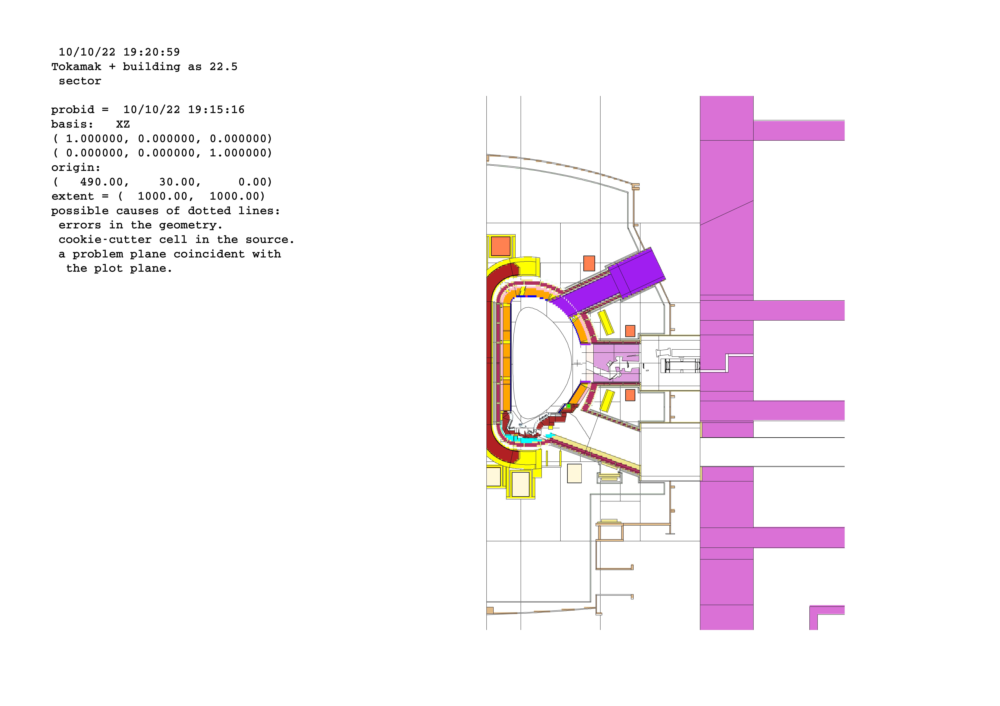 10/10/22 19:20:59
Tokamak + building as 22.5
sector
probid = 10/10/22 19:15:16
basis: XZ
( 1.000000, 0.000000, 0.000000)
( 0.000000, 0.000000, 1.000000)
origin:
( 490.00, 30.00, 0.00)
extent = ( 1000.00, 1000.00)
possible causes of dotted lines:
errors in the geometry.
cookie-cutter cell in the source.
a problem plane coincident with
the plot plane.